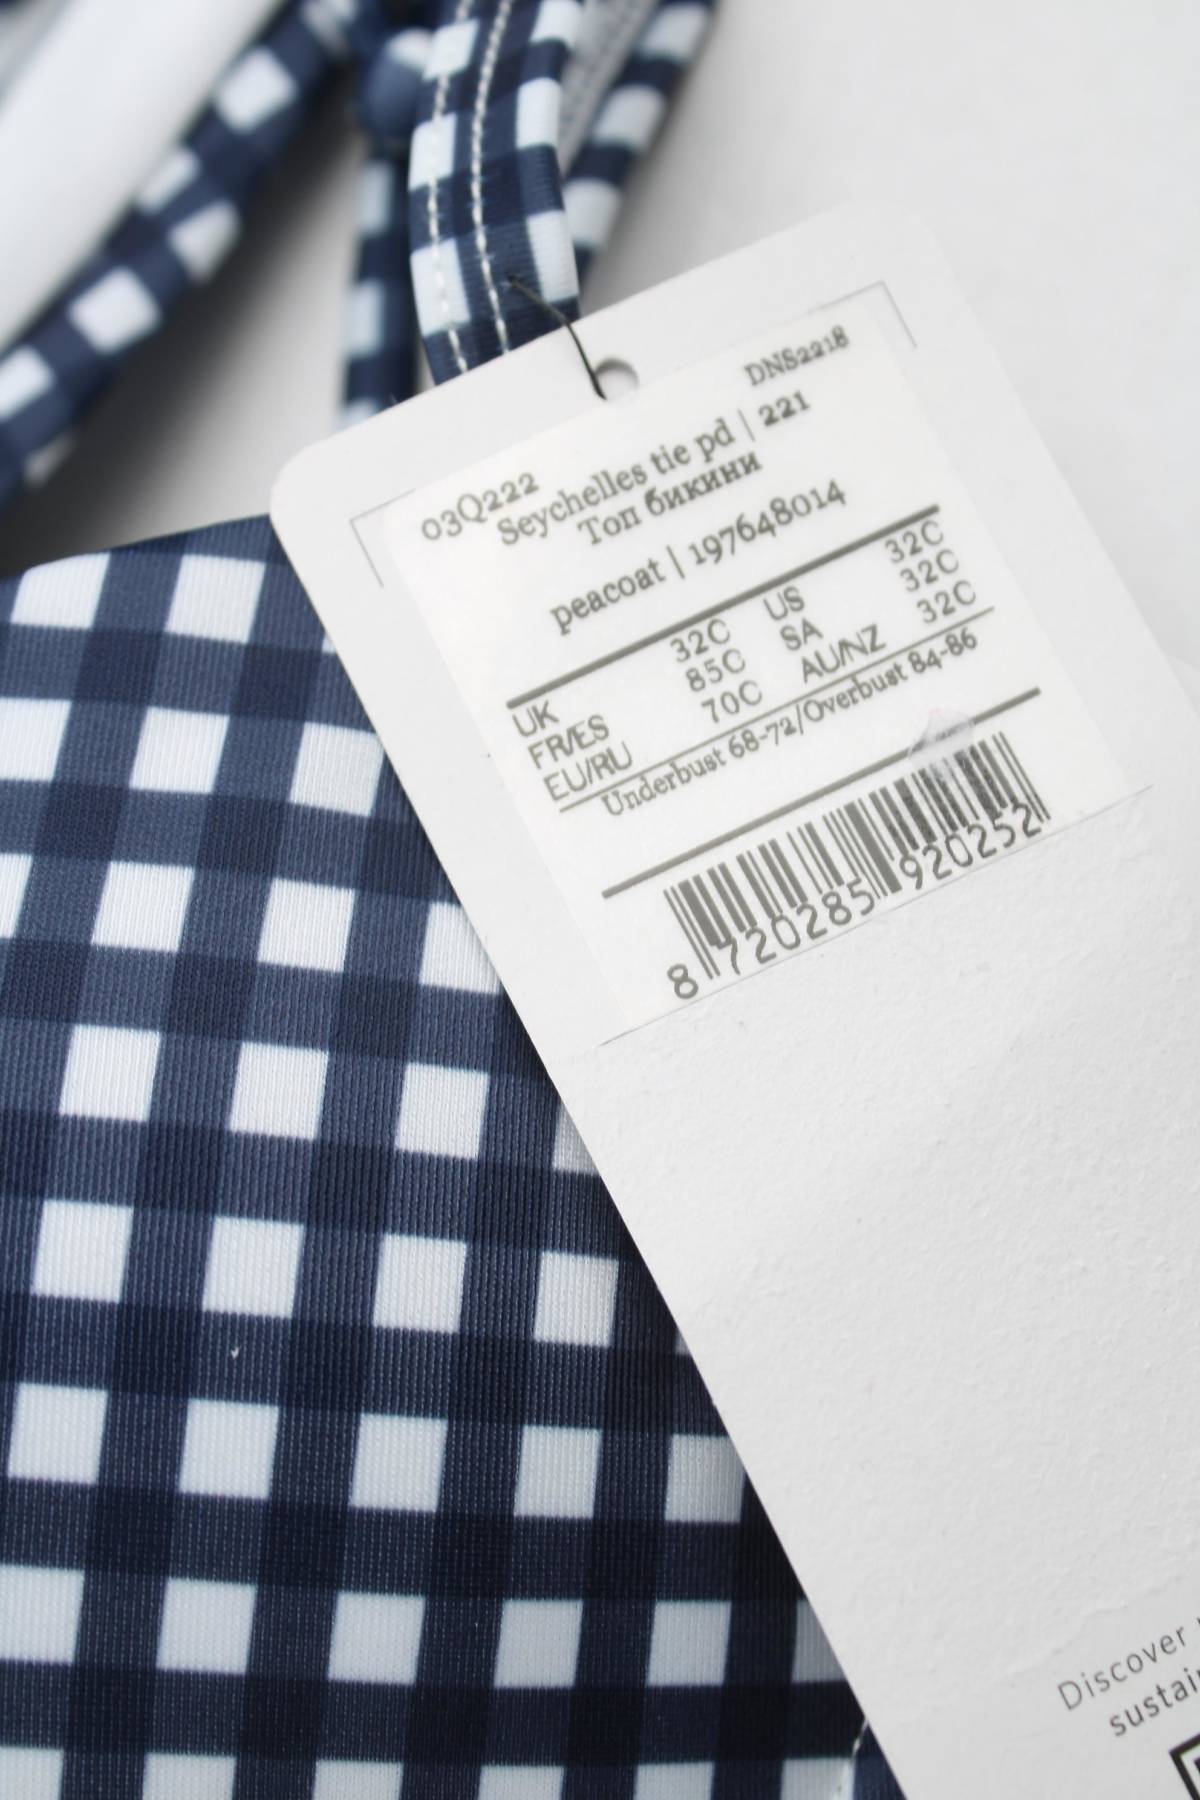 DNS2218
03Q222
Seychelles tie pd | 221
Топ бикини
peacoat | 197648014
UK 32C US 32C
FR/ES 85C SA 32C
EU/RU 70C AU/NZ 32C
Underbust 68-72/Overbust 84-86
8 720285 920252
Discover